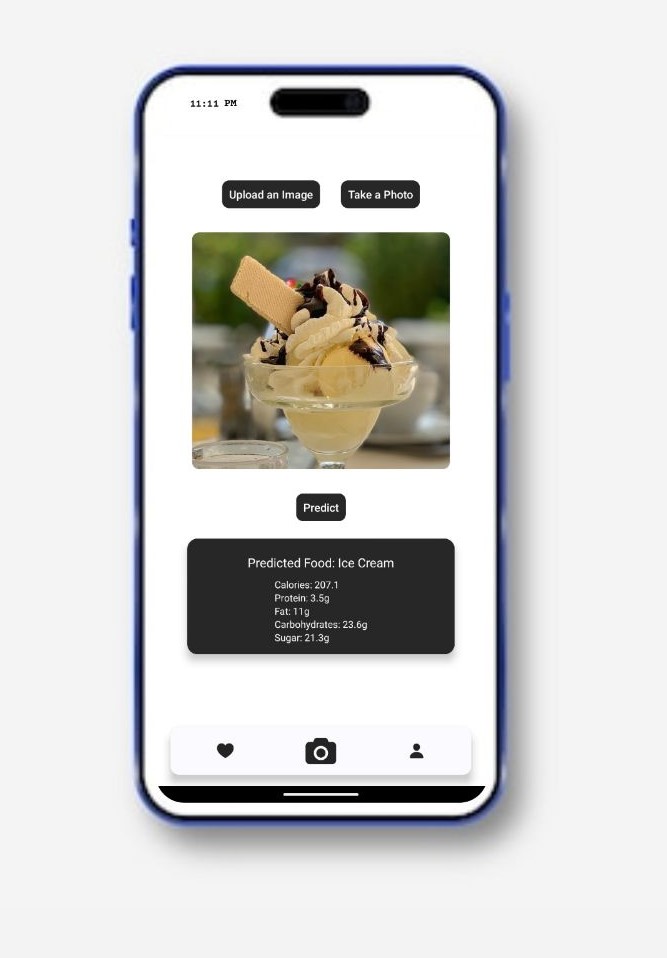 11:11 PM
Upload an Image Take a Photo
Predict
Predicted Food: Ice Cream
Calories: 207.1
Protein: 3.5g
Fat: 11g
Carbohydrates: 23.6g
Sugar: 21.3g